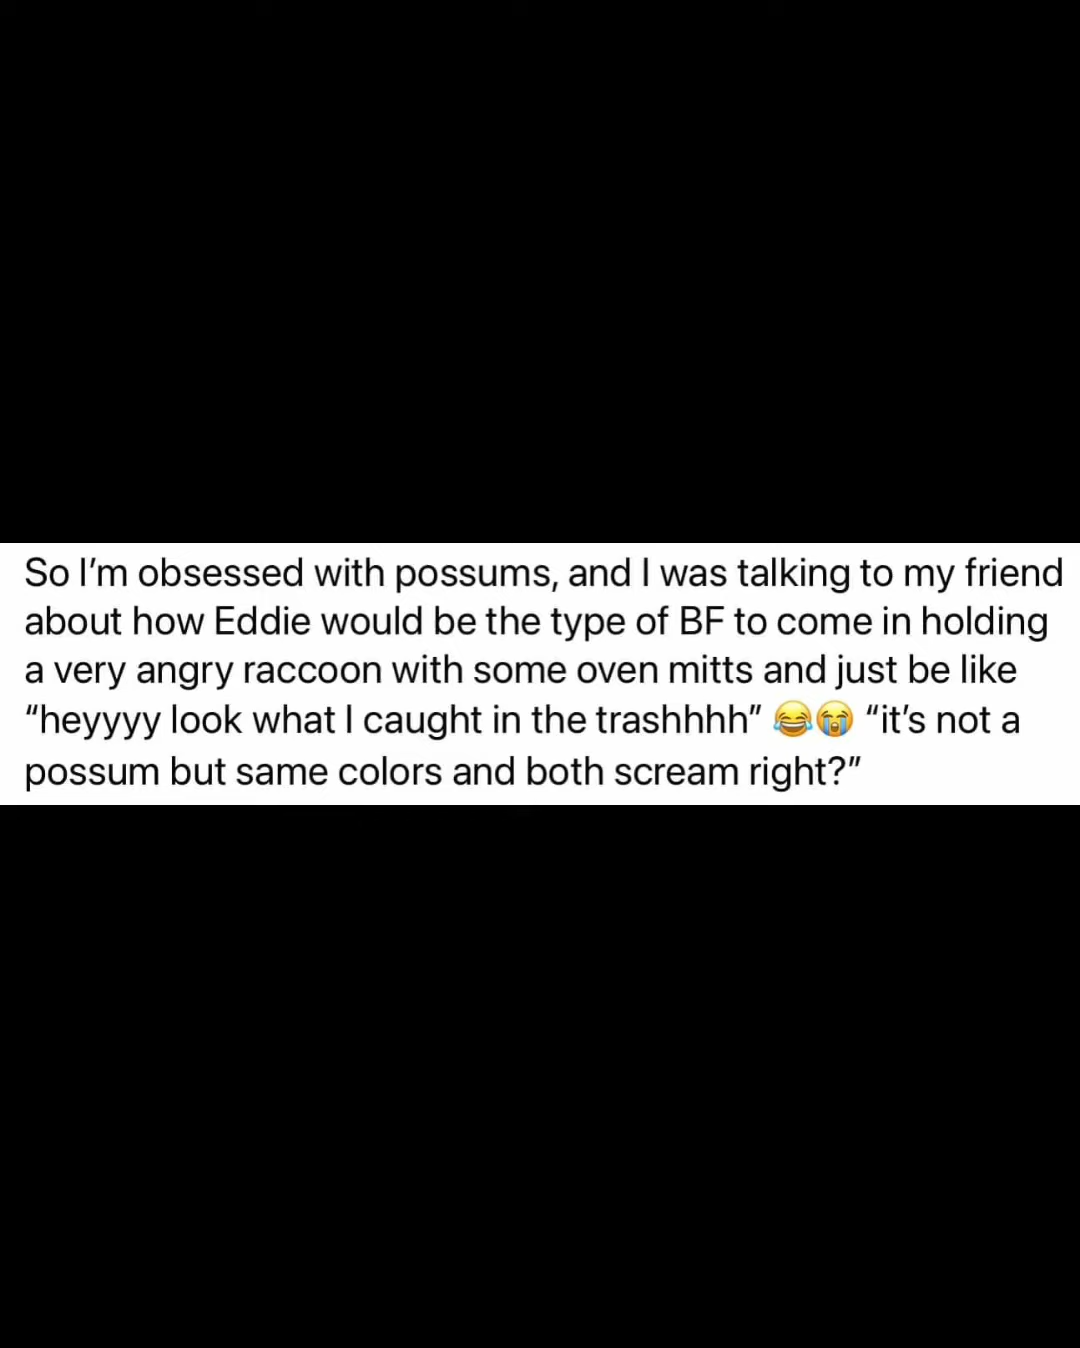 So I’m obsessed with possums, and I was talking to my friend
about how Eddie would be the type of BF to come in holding
a very angry raccoon with some oven mitts and just be like
“heyyyy look what I caught in the trashhhh” 😂😭 “it’s not a
possum but same colors and both scream right?”